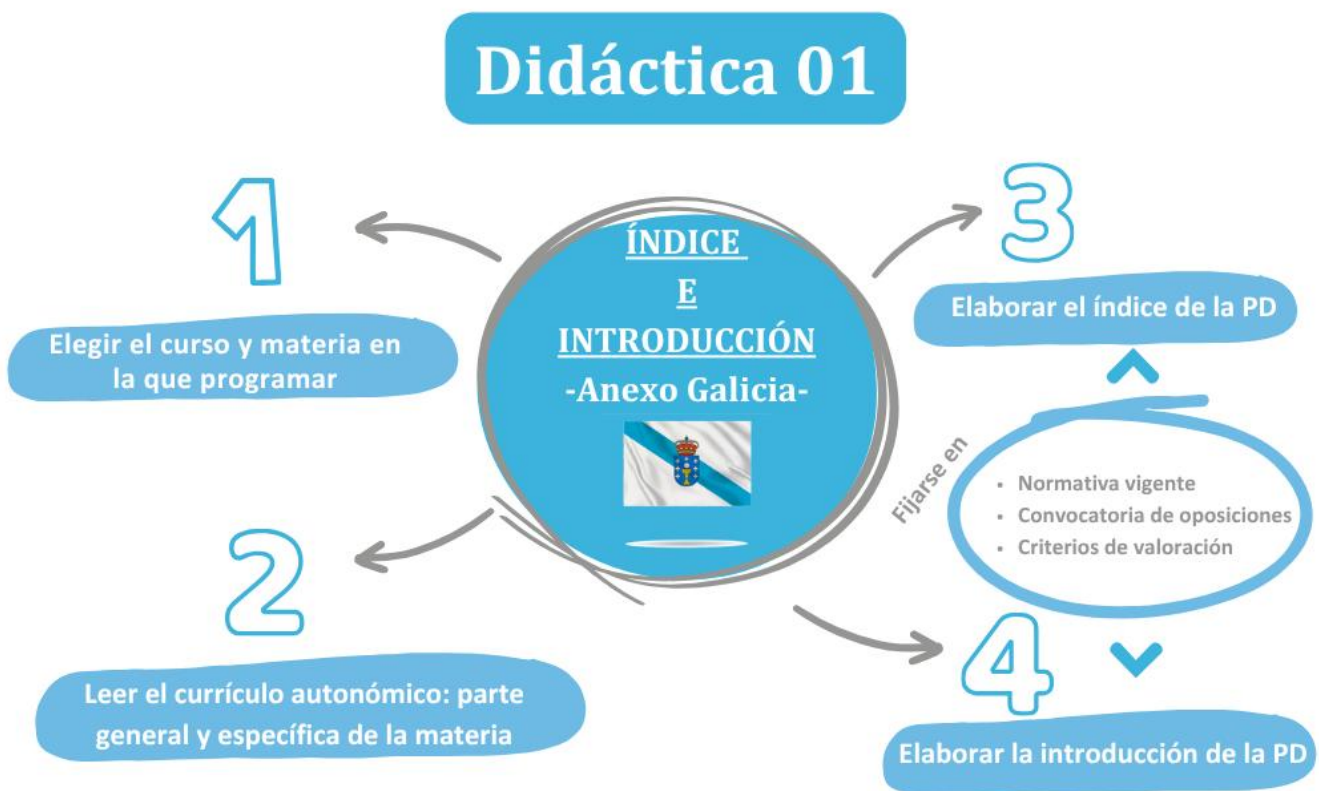 Didáctica 01
1
Elegir el curso y materia en
la que programar
2
Leer el currículo autonómico: parte
general y específica de la materia
ÍNDICE
E
INTRODUCCIÓN
-Anexo Galicia-
3
Elaborar el índice de la PD
Fijarse en
• Normativa vigente
• Convocatoria de oposiciones
• Criterios de valoración
4
Elaborar la introducción de la PD